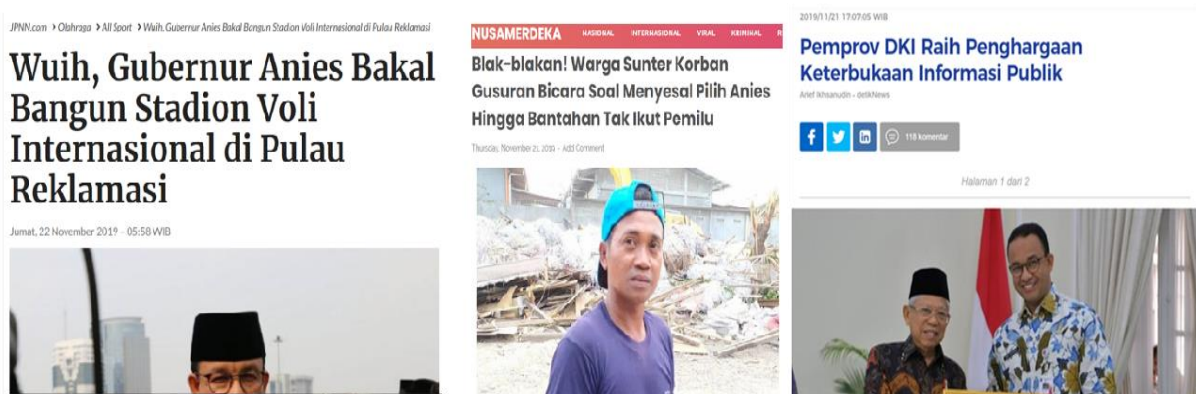 JPNN.com > Olahraga > All Sport > Wuih, Gubernur Anies Bakal Bangun Stadion Voli Internasional di Pulau Reklamasi
Wuih, Gubernur Anies Bakal
Bangun Stadion Voli
Internasional di Pulau
Reklamasi
Jumat, 22 November 2019 - 05:58 WIB
NUSAMERDEKA NASIONAL INTERNASIONAL VIRAL KRIMINAL
Blak-blakan! Warga Sunter Korban
Gusuran Bicara Soal Menyesal Pilih Anies
Hingga Bantahan Tak Ikut Pemilu
Thursday, November 21, 2019 - Add Comment
2019/11/21 17:07:05 WIB
Pemprov DKI Raih Penghargaan
Keterbukaan Informasi Publik
Arief Ikhsanudin - detikNews
118 komentar
Halaman 1 dari 2